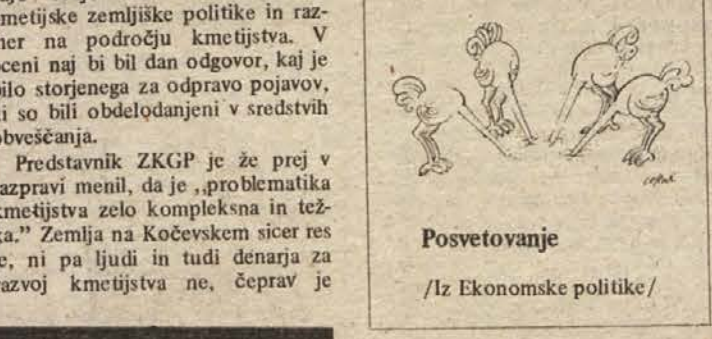 kmetijske zemljiške politike in raz-
mer na področju kmetijstva. V
oceni naj bi bil dan odgovor, kaj je
bilo storjenega za odpravo pojavov,
ki so bili obdelodanjeni v sredstvih
obveščanja.
Predstavnik ZKGP je že prej v
razpravi menil, da je „problematika
kmetijstva zelo kompleksna in tež-
ka.” Zemlja na Kočevskem sicer res
je, ni pa ljudi in tudi denarja za
razvoj kmetijstva ne, čeprav je
Posvetovanje
/Iz Ekonomske politike/